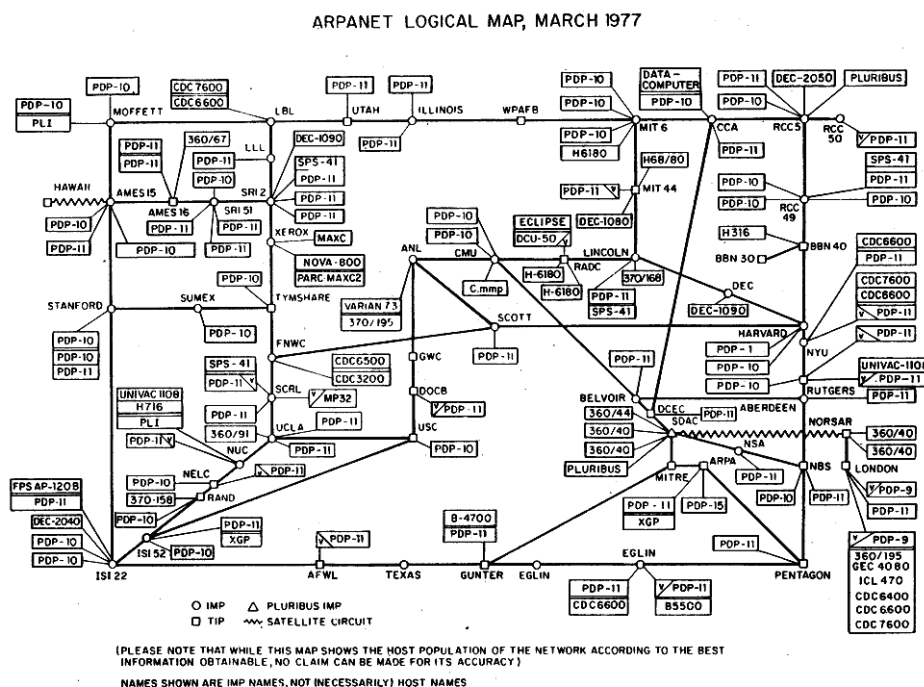 ARPANET LOGICAL MAP, MARCH 1977
PDP-10
CDC7600
CDC6600
PDP-11
PDP-11
PDP-10
PDP-10
DATA-
COMPUTER
PDP-10
PDP-11
DEC-2050
PLURIBUS
PDP-10
PDP-10
PLI
MOFFETT
LBL
UTAH
ILLINOIS
WPAFB
MIT 6
CCA
RCC5
RCC
50
PDP-11
PDP-11
PDP-10
H6180
PDP-11
PDP-11
PDP-11
360/67
LLL
PDP-11
DEC-1090
SPS-41
PDP-11
PDP-11
PDP-11
H68/80
PDP-11
MIT 44
DEC-1080
SPS-41
PDP-11
PDP-10
PDP-10
PDP-10
RCC
49
HAWAII
AMES15
AMES16
PDP-10
SRI 2
SRI 51
PDP-10
PDP-11
PDP-10
PDP-11
PDP-11
PDP-11
XEROX
MAXC
NOVA-800
PARC-MAXC2
PDP-10
PDP-10
ECLIPSE
DCU-50
ANL
CMU
C.mmp
H-6180
RADC
H-6180
LINCOLN
370/168
PDP-11
SPS-41
H316
BBN 40
BBN 30
CDC6600
PDP-11
CDC7600
CDC6600
PDP-11
PDP-11
DEC
DEC-1090
STANFORD
SUMEX
PDP-10
TYMSHARE
PDP-10
VARIAN 73
370/195
SCOTT
PDP-11
HARVARD
PDP-1
PDP-10
PDP-10
NYU
PDP-10
PDP-10
PDP-11
FNWC
CDC6500
CDC3200
GWC
SPS-41
PDP-11
SCRL
MP32
DOCB
PDP-11
PDP-11
BELVOIR
DCEC
PDP-11
ABERDEEN
RUTGERS
UNIVAC-1108
PDP-11
PDP-11
UNIVAC 1108
H716
PLI
PDP-11
PDP-11
360/91
UCLA
PDP-11
PDP-11
USC
PDP-10
360/44
360/40
360/40
PLURIBUS
SDAC
NSA
PDP-11
NORSAR
360/40
360/40
NUC
NELC
PDP-10
PDP-11
370-158
RAND
PDP-10
MITRE
ARPA
PDP-11
XGP
PDP-15
NBS
PDP-10
PDP-11
LONDON
PDP-9
PDP-11
FPS AP-120B
PDP-11
DEC-2040
PDP-10
PDP-10
ISI 22
PDP-11
XGP
ISI 52
PDP-10
PDP-11
AFWL
TEXAS
B-4700
PDP-11
GUNTER
EGLIN
EGLIN
PDP-11
CDC6600
PDP-11
B5500
PDP-11
PENTAGON
PDP-9
360/195
GEC 4080
ICL 470
CDC6400
CDC6600
CDC7600
IMP
PLURIBUS IMP
TIP
SATELLITE CIRCUIT
(PLEASE NOTE THAT WHILE THIS MAP SHOWS THE HOST POPULATION OF THE NETWORK ACCORDING TO THE BEST
INFORMATION OBTAINABLE, NO CLAIM CAN BE MADE FOR ITS ACCURACY)
NAMES SHOWN ARE IMP NAMES, NOT (NECESSARILY) HOST NAMES